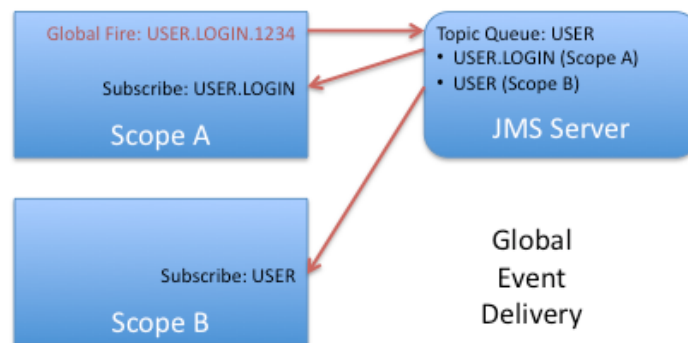 Global Fire: USER.LOGIN.1234
Subscribe: USER.LOGIN
Scope A
Topic Queue: USER
• USER.LOGIN (Scope A)
• USER (Scope B)
JMS Server
Subscribe: USER
Scope B
Global
Event
Delivery